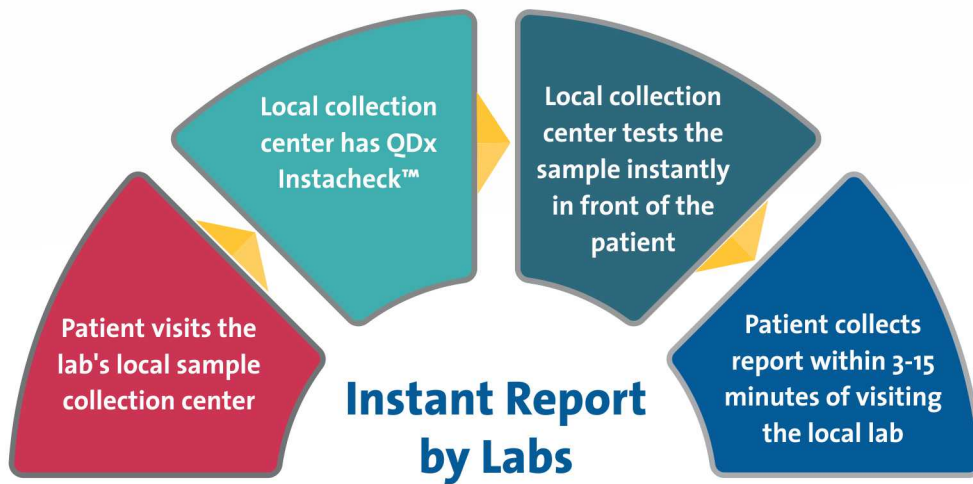 Patient visits the
lab's local sample
collection center
Local collection
center has QDx
Instacheck™
Local collection
center tests the
sample instantly
in front of the
patient
Patient collects
report within 3-15
minutes of visiting
the local lab
Instant Report
by Labs